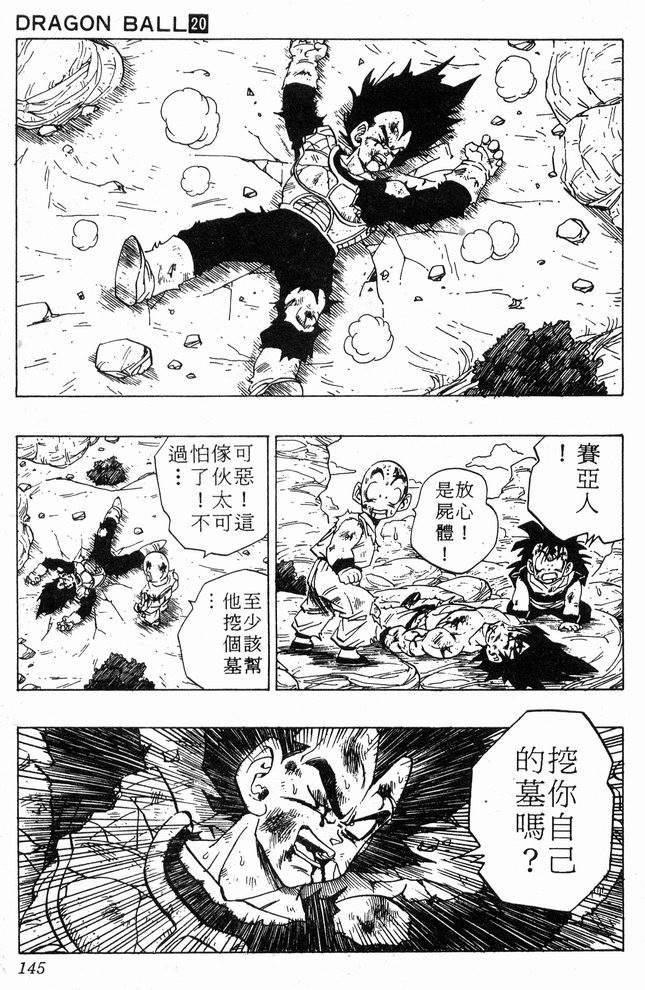 DRAGON BALL 20
賽亞人
！
放心！
是屍體！
可惡！這
傢伙太可
怕了！不
過…
至少該幫
他挖個墓
…
挖你自己
的墓嗎？
145